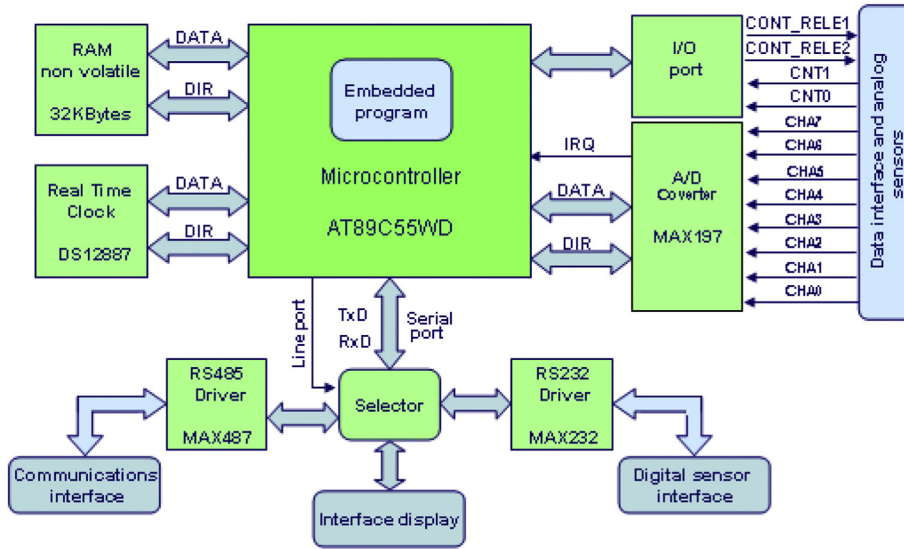 RAM
non volatile
32KBytes
DATA
DIR
Real Time
Clock
DS12887
DATA
DIR
Embedded
program
Microcontroller
AT89C55WD
I/O
port
IRQ
DATA
DIR
A/D
Coverter
MAX197
CONT_RELE1
CONT_RELE2
CNT1
CNT0
CHA7
CHA6
CHA5
CHA4
CHA3
CHA2
CHA1
CHA0
Data interface and analog
sensors
Line port
TxD
RxD
Serial
port
RS485
Driver
MAX487
Selector
RS232
Driver
MAX232
Communications
interface
Interface display
Digital sensor
interface